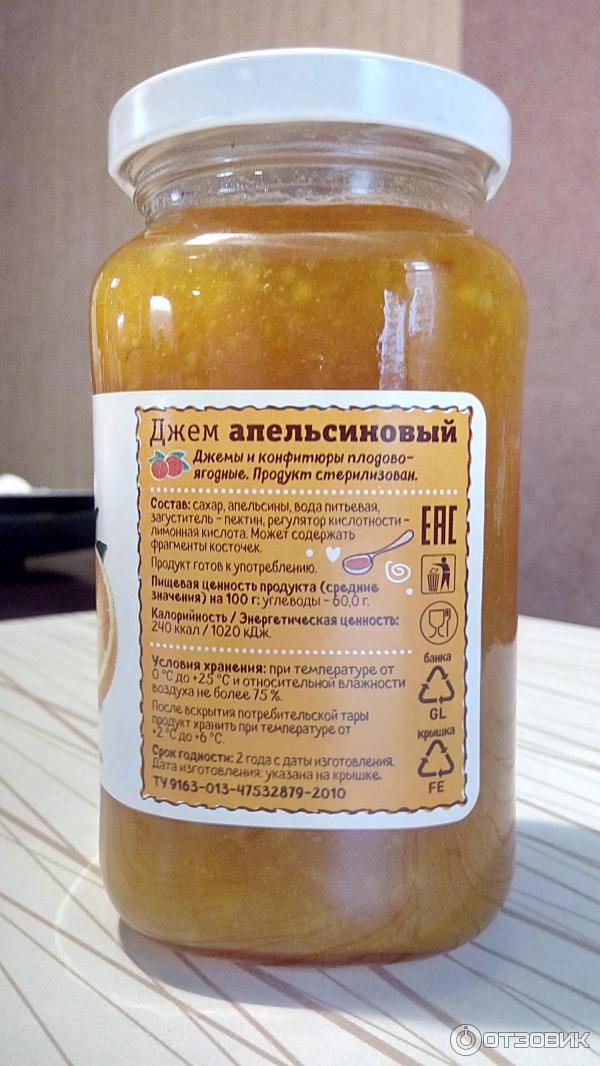 Джем апельсиновый
Джемы и конфитюры плодово-
ягодные. Продукт стерилизован.
Состав: сахар, апельсины, вода питьевая,
загуститель – пектин, регулятор кислотности –
лимонная кислота. Может содержать
фрагменты косточек.
Продукт готов к употреблению.
Пищевая ценность продукта (средние
значения) на 100 г: углеводы – 60,0 г.
Калорийность / Энергетическая ценность:
240 ккал / 1020 кДж.
Условия хранения: при температуре от
0 °С до +25 °С и относительной влажности
воздуха не более 75 %.
После вскрытия потребительской тары
продукт хранить при температуре от
+2 °С до +6 °С.
Срок годности: 2 года с даты изготовления.
Дата изготовления: указана на крышке.
ТУ 9163-013-47532879-2010
EAC
банка
GL
крышка
FE
ОТЗОВИК